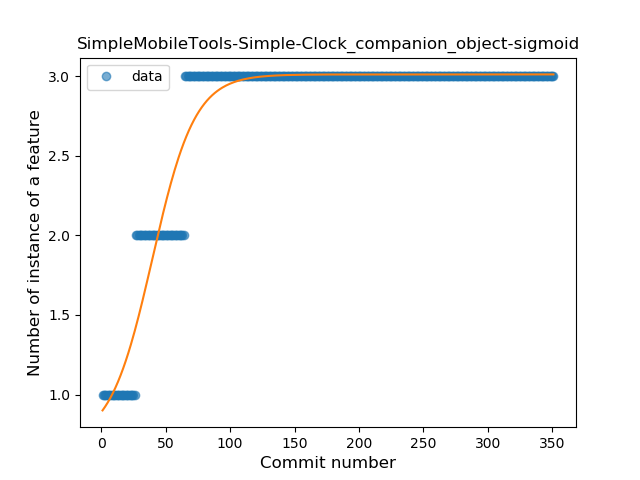 SimpleMobileTools-Simple-Clock_companion_object-sigmoid
data
3.0
2.5
2.0
1.5
1.0
Number of instance of a feature
0 50 100 150 200 250 300 350
Commit number